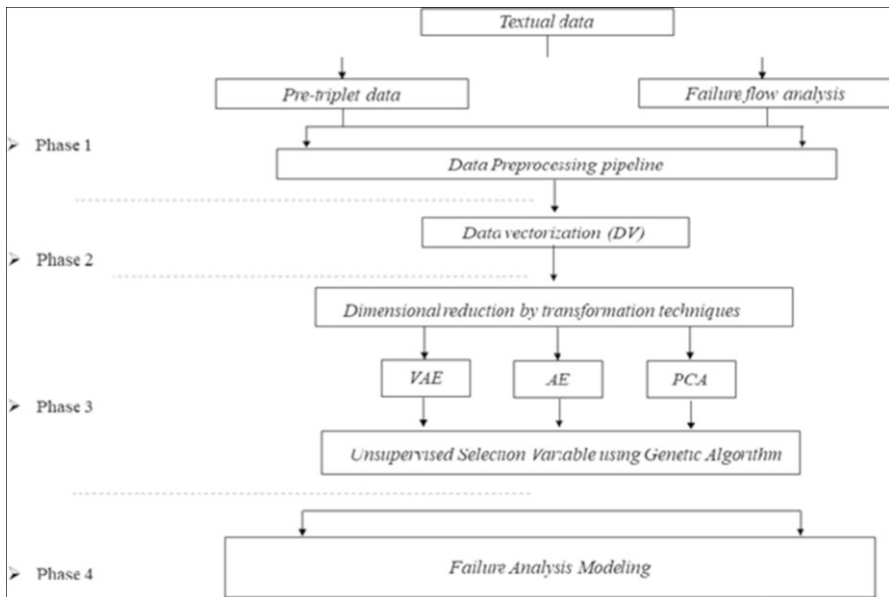 Textual data
Pre-triplet data
Failure flow analysis
➢ Phase 1
Data Preprocessing pipeline
Data vectorization (DV)
➢ Phase 2
Dimensional reduction by transformation techniques
VAE
AE
PCA
➢ Phase 3
Unsupervised Selection Variable using Genetic Algorithm
Failure Analysis Modeling
➢ Phase 4